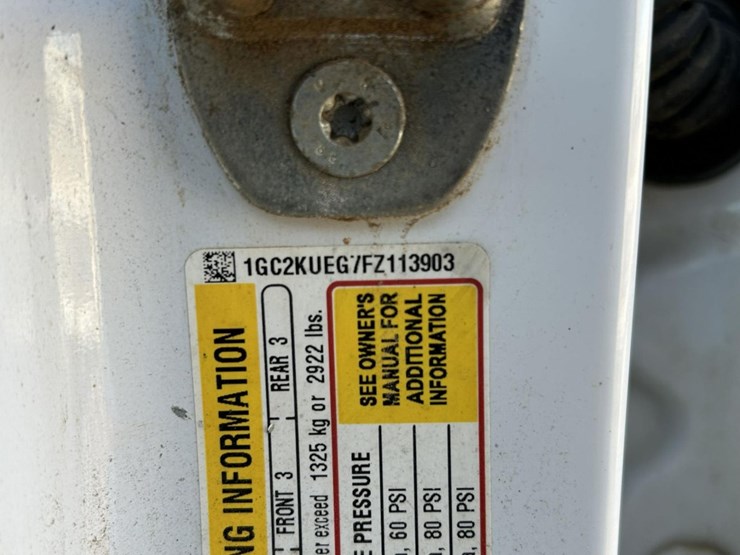 1GC2KUEG7FZ113903
NG INFORMATION
FRONT 3 REAR 3
er exceed 1325 kg or 2922 lbs.
SEE OWNER'S
MANUAL FOR
ADDITIONAL
INFORMATION
E PRESSURE
, 60 PSI
, 80 PSI
, 80 PSI